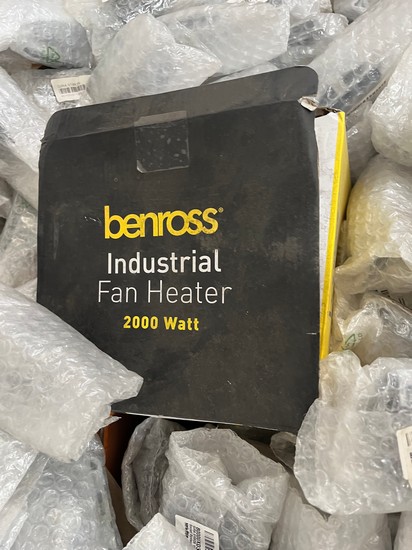 benross®
Industrial
Fan Heater
2000 Watt